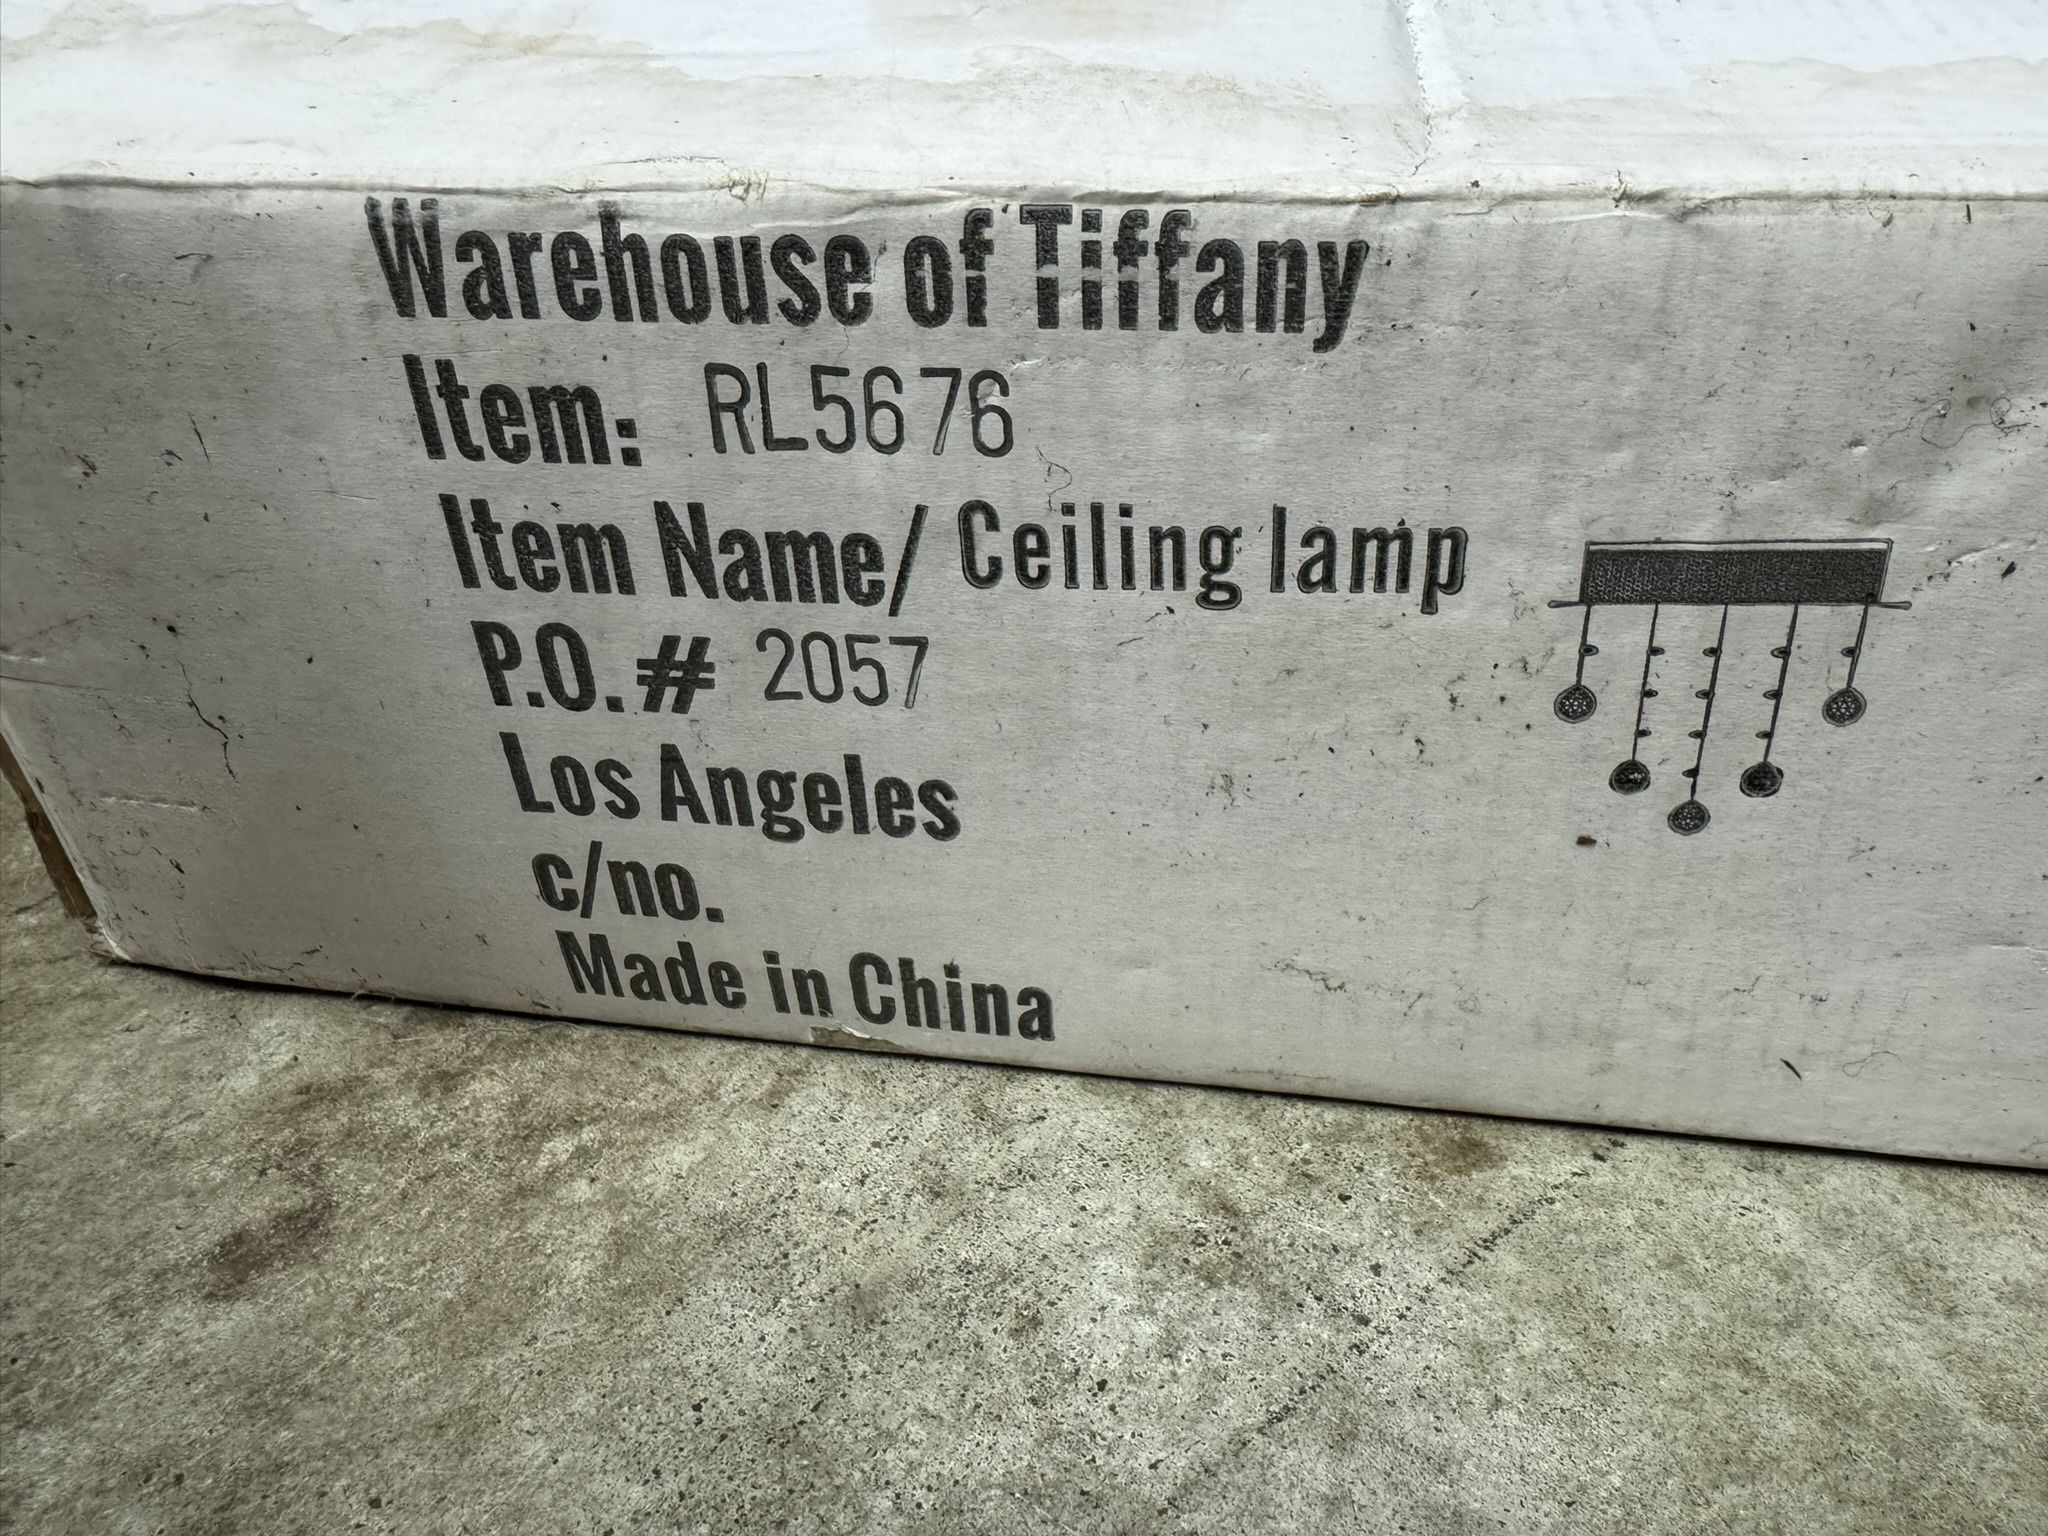 Warehouse of Tiffany
Item: RL5676
Item Name/ Ceiling lamp
P.O.# 2057
Los Angeles
c/no.
Made in China